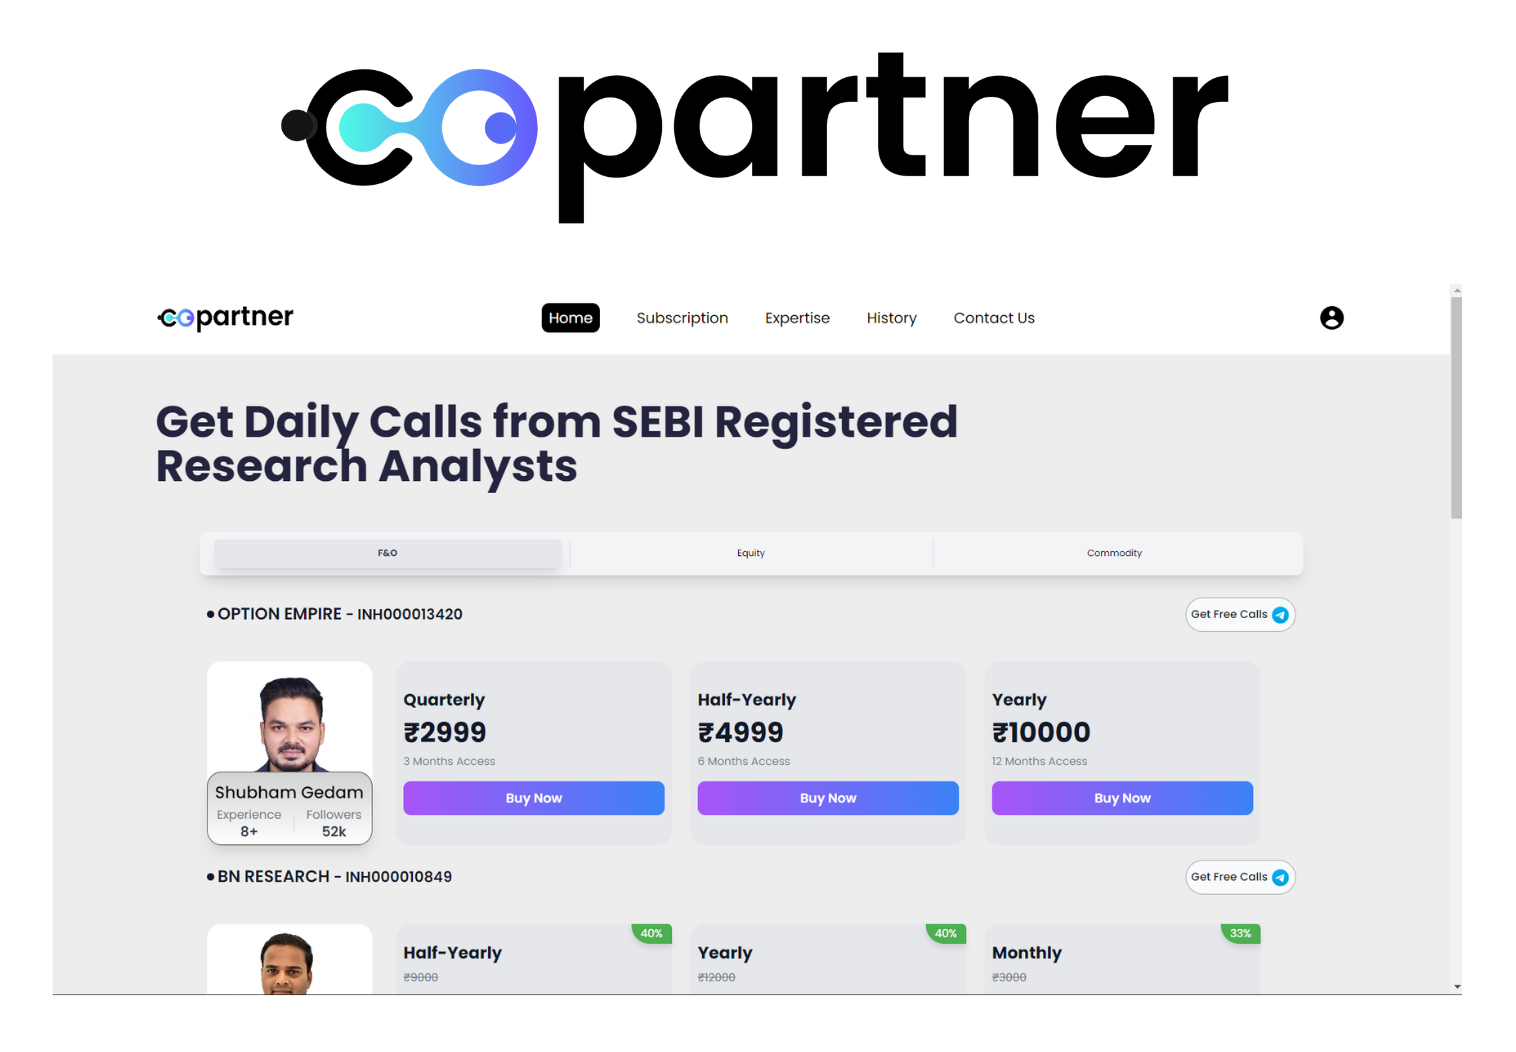 copartner
copartner
Home Subscription Expertise History Contact Us
Get Daily Calls from SEBI Registered
Research Analysts
F&O Equity Commodity
• OPTION EMPIRE - INH000013420 Get Free Calls
Quarterly Half-Yearly Yearly
₹2999 ₹4999 ₹10000
3 Months Access 6 Months Access 12 Months Access
Buy Now Buy Now Buy Now
Shubham Gedam
Experience Followers
8+ 52k
• BN RESEARCH - INH000010849 Get Free Calls
40% 40% 33%
Half-Yearly Yearly Monthly
₹9000 ₹12000 ₹3000